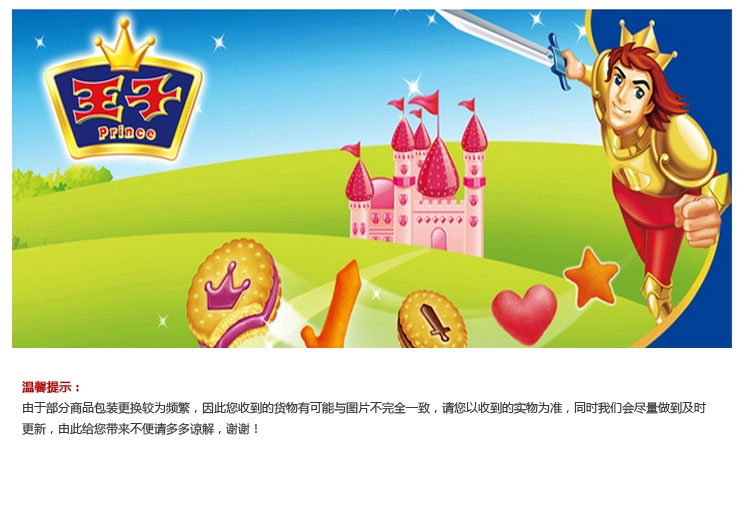 王子
Prince
温馨提示：
由于部分商品包装更换较为频繁，因此您收到的货物有可能与图片不完全一致，请您以收到的实物为准，同时我们会尽量做到及时
更新，由此给您带来不便请多多谅解，谢谢！